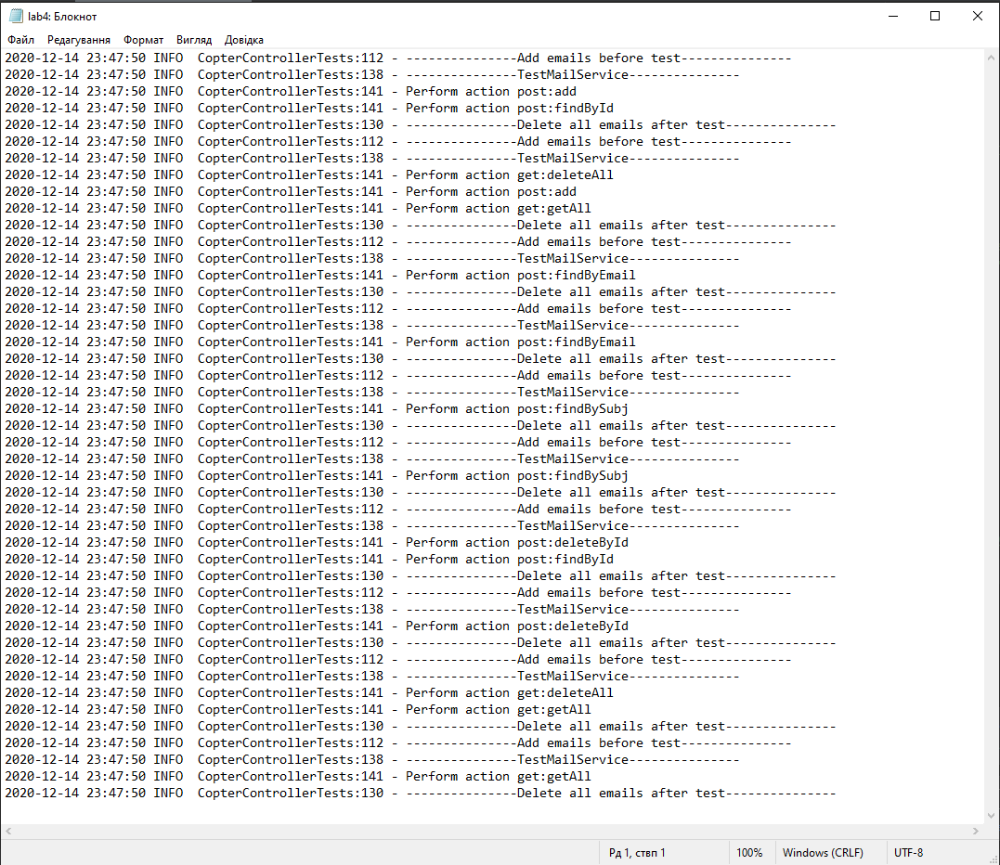 lab4: Блокнот
Файл Редагування Формат Вигляд Довідка
2020-12-14 23:47:50 INFO  CopterControllerTests:112 - ---------------Add emails before test---------------
2020-12-14 23:47:50 INFO  CopterControllerTests:138 - ---------------TestMailService---------------
2020-12-14 23:47:50 INFO  CopterControllerTests:141 - Perform action post:add
2020-12-14 23:47:50 INFO  CopterControllerTests:141 - Perform action post:findById
2020-12-14 23:47:50 INFO  CopterControllerTests:130 - ---------------Delete all emails after test---------------
2020-12-14 23:47:50 INFO  CopterControllerTests:112 - ---------------Add emails before test---------------
2020-12-14 23:47:50 INFO  CopterControllerTests:138 - ---------------TestMailService---------------
2020-12-14 23:47:50 INFO  CopterControllerTests:141 - Perform action get:deleteAll
2020-12-14 23:47:50 INFO  CopterControllerTests:141 - Perform action post:add
2020-12-14 23:47:50 INFO  CopterControllerTests:141 - Perform action get:getAll
2020-12-14 23:47:50 INFO  CopterControllerTests:130 - ---------------Delete all emails after test---------------
2020-12-14 23:47:50 INFO  CopterControllerTests:112 - ---------------Add emails before test---------------
2020-12-14 23:47:50 INFO  CopterControllerTests:138 - ---------------TestMailService---------------
2020-12-14 23:47:50 INFO  CopterControllerTests:141 - Perform action post:findByEmail
2020-12-14 23:47:50 INFO  CopterControllerTests:130 - ---------------Delete all emails after test---------------
2020-12-14 23:47:50 INFO  CopterControllerTests:112 - ---------------Add emails before test---------------
2020-12-14 23:47:50 INFO  CopterControllerTests:138 - ---------------TestMailService---------------
2020-12-14 23:47:50 INFO  CopterControllerTests:141 - Perform action post:findByEmail
2020-12-14 23:47:50 INFO  CopterControllerTests:130 - ---------------Delete all emails after test---------------
2020-12-14 23:47:50 INFO  CopterControllerTests:112 - ---------------Add emails before test---------------
2020-12-14 23:47:50 INFO  CopterControllerTests:138 - ---------------TestMailService---------------
2020-12-14 23:47:50 INFO  CopterControllerTests:141 - Perform action post:findBySubj
2020-12-14 23:47:50 INFO  CopterControllerTests:130 - ---------------Delete all emails after test---------------
2020-12-14 23:47:50 INFO  CopterControllerTests:112 - ---------------Add emails before test---------------
2020-12-14 23:47:50 INFO  CopterControllerTests:138 - ---------------TestMailService---------------
2020-12-14 23:47:50 INFO  CopterControllerTests:141 - Perform action post:findBySubj
2020-12-14 23:47:50 INFO  CopterControllerTests:130 - ---------------Delete all emails after test---------------
2020-12-14 23:47:50 INFO  CopterControllerTests:112 - ---------------Add emails before test---------------
2020-12-14 23:47:50 INFO  CopterControllerTests:138 - ---------------TestMailService---------------
2020-12-14 23:47:50 INFO  CopterControllerTests:141 - Perform action post:deleteById
2020-12-14 23:47:50 INFO  CopterControllerTests:141 - Perform action post:findById
2020-12-14 23:47:50 INFO  CopterControllerTests:130 - ---------------Delete all emails after test---------------
2020-12-14 23:47:50 INFO  CopterControllerTests:112 - ---------------Add emails before test---------------
2020-12-14 23:47:50 INFO  CopterControllerTests:138 - ---------------TestMailService---------------
2020-12-14 23:47:50 INFO  CopterControllerTests:141 - Perform action post:deleteById
2020-12-14 23:47:50 INFO  CopterControllerTests:130 - ---------------Delete all emails after test---------------
2020-12-14 23:47:50 INFO  CopterControllerTests:112 - ---------------Add emails before test---------------
2020-12-14 23:47:50 INFO  CopterControllerTests:138 - ---------------TestMailService---------------
2020-12-14 23:47:50 INFO  CopterControllerTests:141 - Perform action get:deleteAll
2020-12-14 23:47:50 INFO  CopterControllerTests:141 - Perform action get:getAll
2020-12-14 23:47:50 INFO  CopterControllerTests:130 - ---------------Delete all emails after test---------------
2020-12-14 23:47:50 INFO  CopterControllerTests:112 - ---------------Add emails before test---------------
2020-12-14 23:47:50 INFO  CopterControllerTests:138 - ---------------TestMailService---------------
2020-12-14 23:47:50 INFO  CopterControllerTests:141 - Perform action get:getAll
2020-12-14 23:47:50 INFO  CopterControllerTests:130 - ---------------Delete all emails after test---------------
Рд 1, ствп 1 100% Windows (CRLF) UTF-8